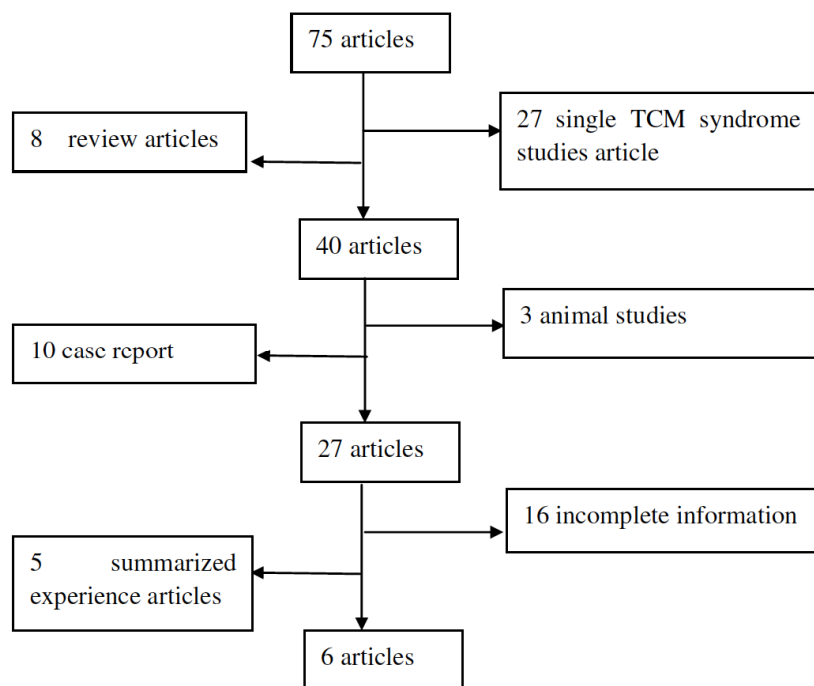 75 articles
8 review articles
27 single TCM syndrome
studies article
40 articles
3 animal studies
10 case report
27 articles
16 incomplete information
5 summarized
experience articles
6 articles